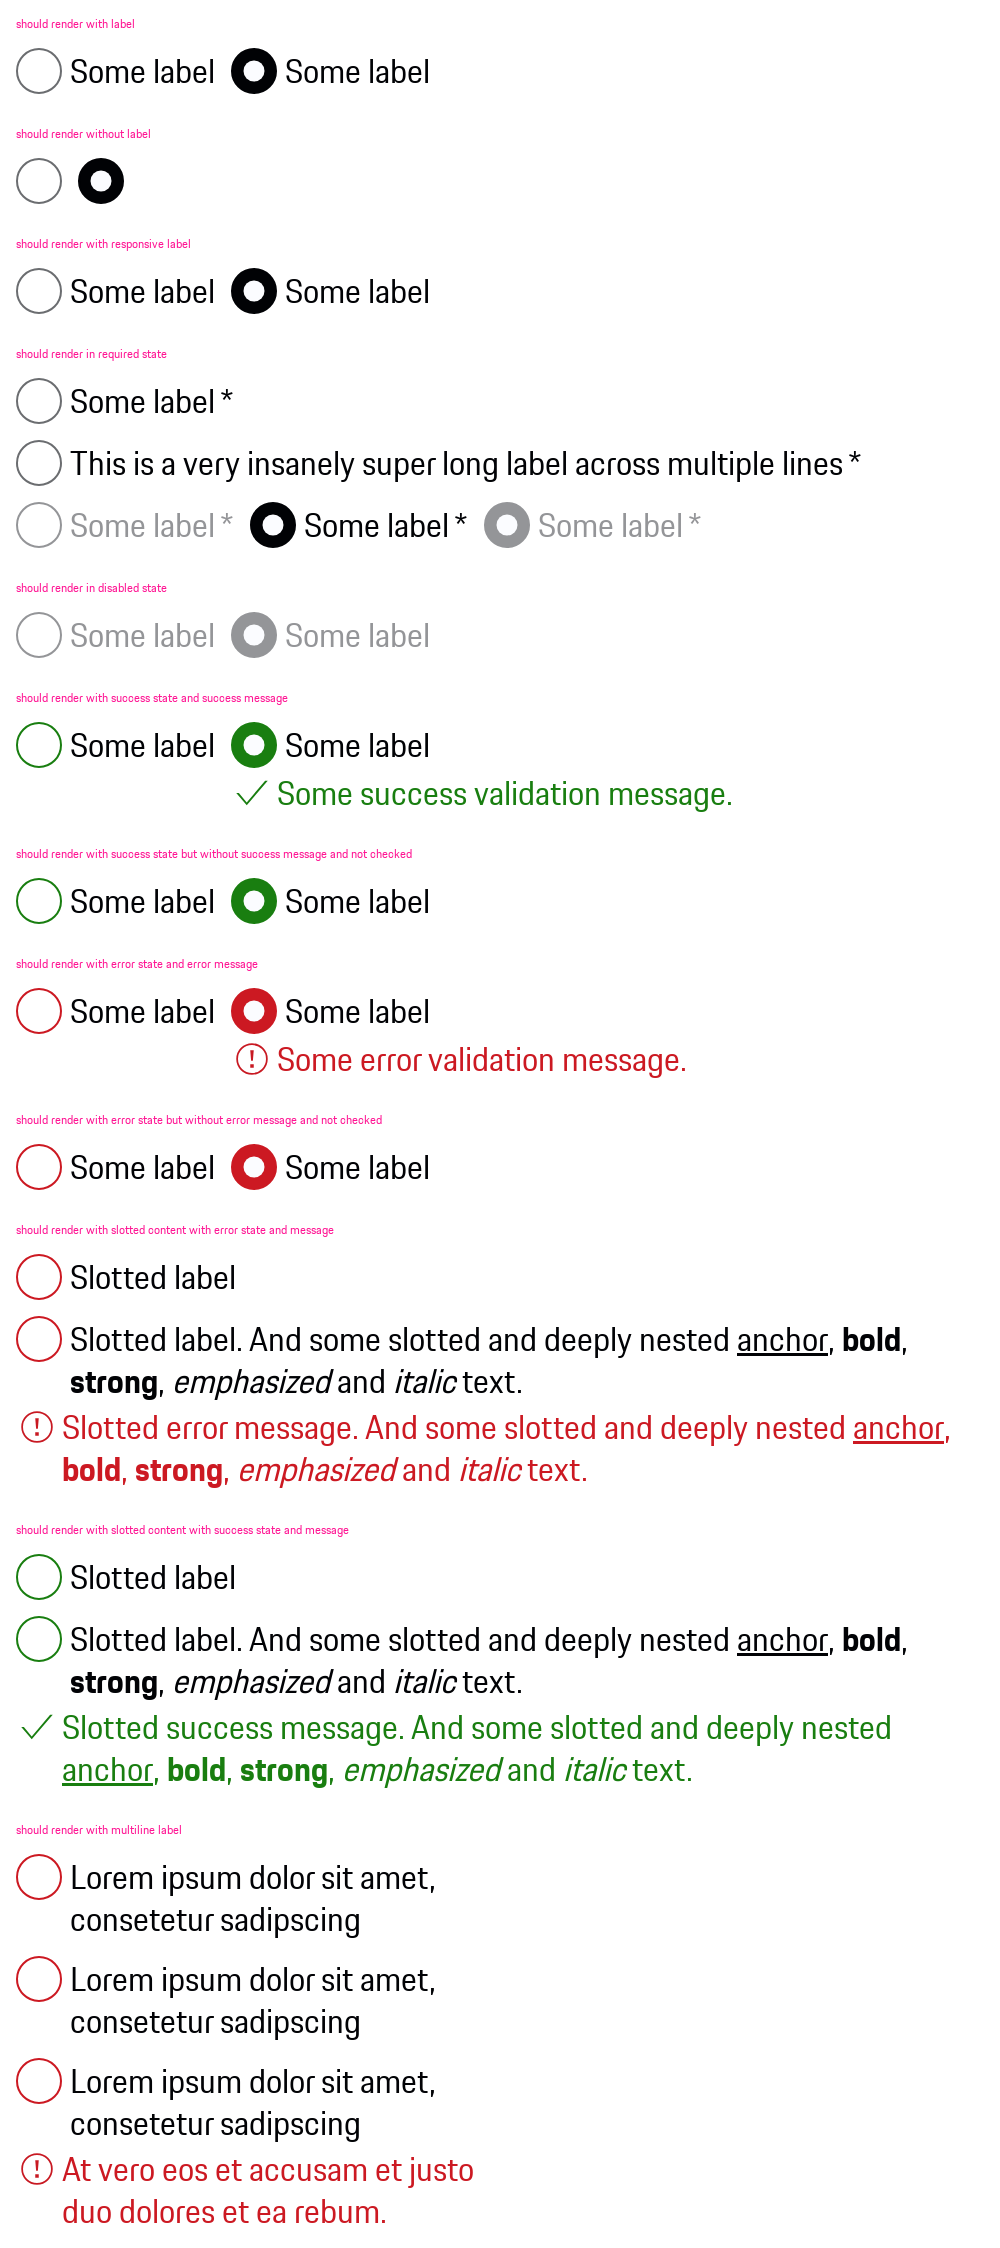 should render with label
Some label Some label
should render without label
should render with responsive label
Some label Some label
should render in required state
Some label *
This is a very insanely super long label across multiple lines *
Some label * Some label * Some label *
should render in disabled state
Some label Some label
should render with success state and success message
Some label Some label
Some success validation message.
should render with success state but without success message and not checked
Some label Some label
should render with error state and error message
Some label Some label
Some error validation message.
should render with error state but without error message and not checked
Some label Some label
should render with slotted content with error state and message
Slotted label
Slotted label. And some slotted and deeply nested anchor, bold,
strong, emphasized and italic text.
Slotted error message. And some slotted and deeply nested anchor,
bold, strong, emphasized and italic text.
should render with slotted content with success state and message
Slotted label
Slotted label. And some slotted and deeply nested anchor, bold,
strong, emphasized and italic text.
Slotted success message. And some slotted and deeply nested
anchor, bold, strong, emphasized and italic text.
should render with multiline label
Lorem ipsum dolor sit amet,
consetetur sadipscing
Lorem ipsum dolor sit amet,
consetetur sadipscing
Lorem ipsum dolor sit amet,
consetetur sadipscing
At vero eos et accusam et justo
duo dolores et ea rebum.